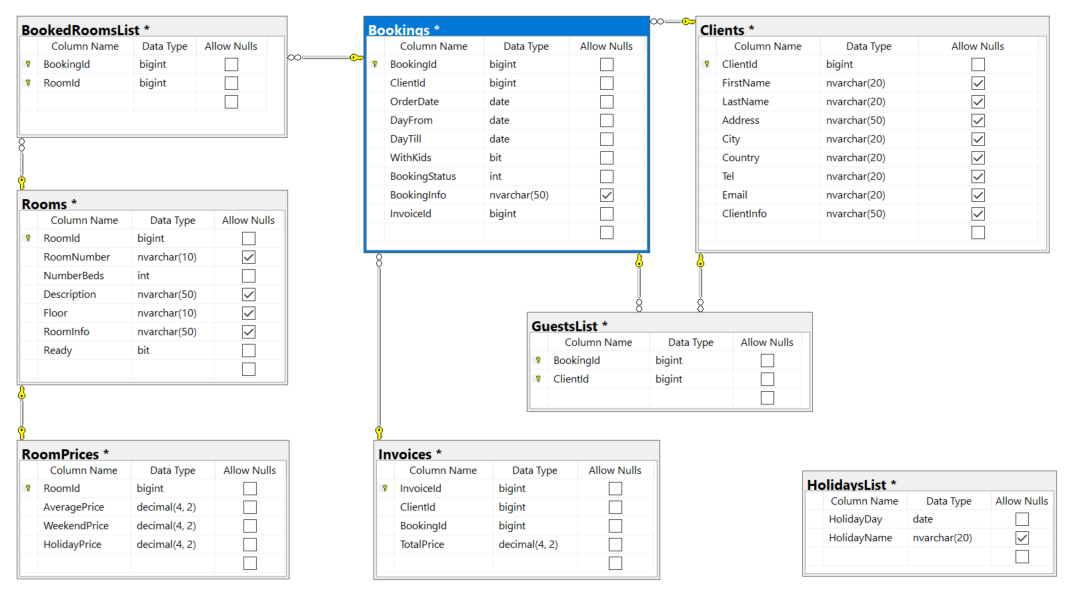 BookedRoomsList *
Column Name Data Type Allow Nulls
BookingId bigint
RoomId bigint
Bookings *
Column Name Data Type Allow Nulls
BookingId bigint
ClientId bigint
OrderDate date
DayFrom date
DayTill date
WithKids bit
BookingStatus int
BookingInfo nvarchar(50)
InvoiceId bigint
Clients *
Column Name Data Type Allow Nulls
ClientId bigint
FirstName nvarchar(20)
LastName nvarchar(20)
Address nvarchar(50)
City nvarchar(20)
Country nvarchar(20)
Tel nvarchar(20)
Email nvarchar(20)
ClientInfo nvarchar(50)
Rooms *
Column Name Data Type Allow Nulls
RoomId bigint
RoomNumber nvarchar(10)
NumberBeds int
Description nvarchar(50)
Floor nvarchar(10)
RoomInfo nvarchar(50)
Ready bit
GuestsList *
Column Name Data Type Allow Nulls
BookingId bigint
ClientId bigint
RoomPrices *
Column Name Data Type Allow Nulls
RoomId bigint
AveragePrice decimal(4, 2)
WeekendPrice decimal(4, 2)
HolidayPrice decimal(4, 2)
Invoices *
Column Name Data Type Allow Nulls
InvoiceId bigint
ClientId bigint
BookingId bigint
TotalPrice decimal(4, 2)
HolidaysList *
Column Name Data Type Allow Nulls
HolidayDay date
HolidayName nvarchar(20)